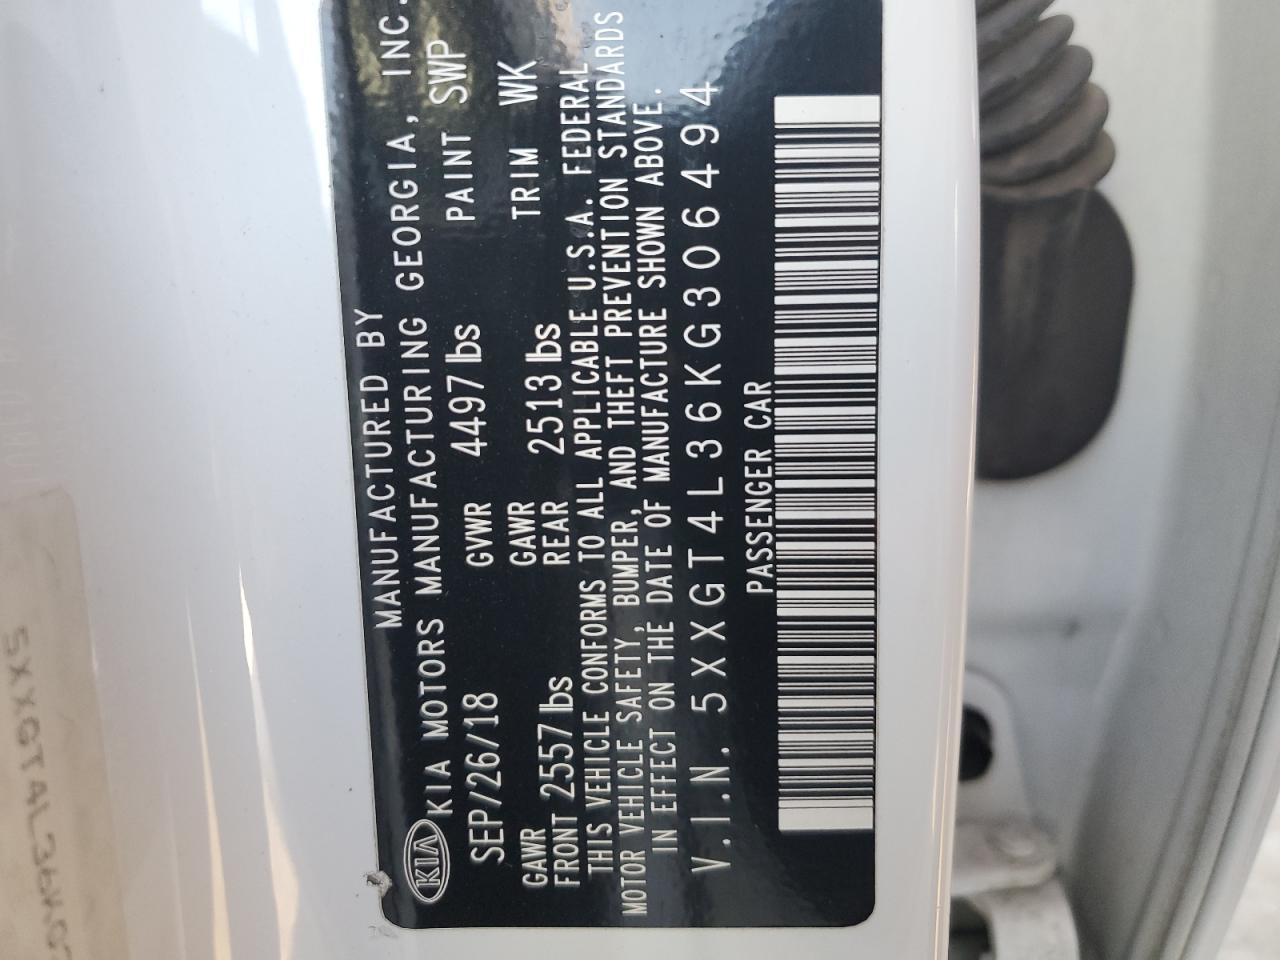 MANUFACTURED BY
KIA KIA MOTORS MANUFACTURING GEORGIA, INC.
SEP/26/18 GVWR 4497 lbs PAINT SWP
GAWR FRONT 2557 lbs GAWR REAR 2513 lbs TRIM WK
THIS VEHICLE CONFORMS TO ALL APPLICABLE U.S.A. FEDERAL
MOTOR VEHICLE SAFETY, BUMPER, AND THEFT PREVENTION STANDARDS
IN EFFECT ON THE DATE OF MANUFACTURE SHOWN ABOVE.
V.I.N. 5XXGT4L36KG306494
PASSENGER CAR
5XXGT4L36KG